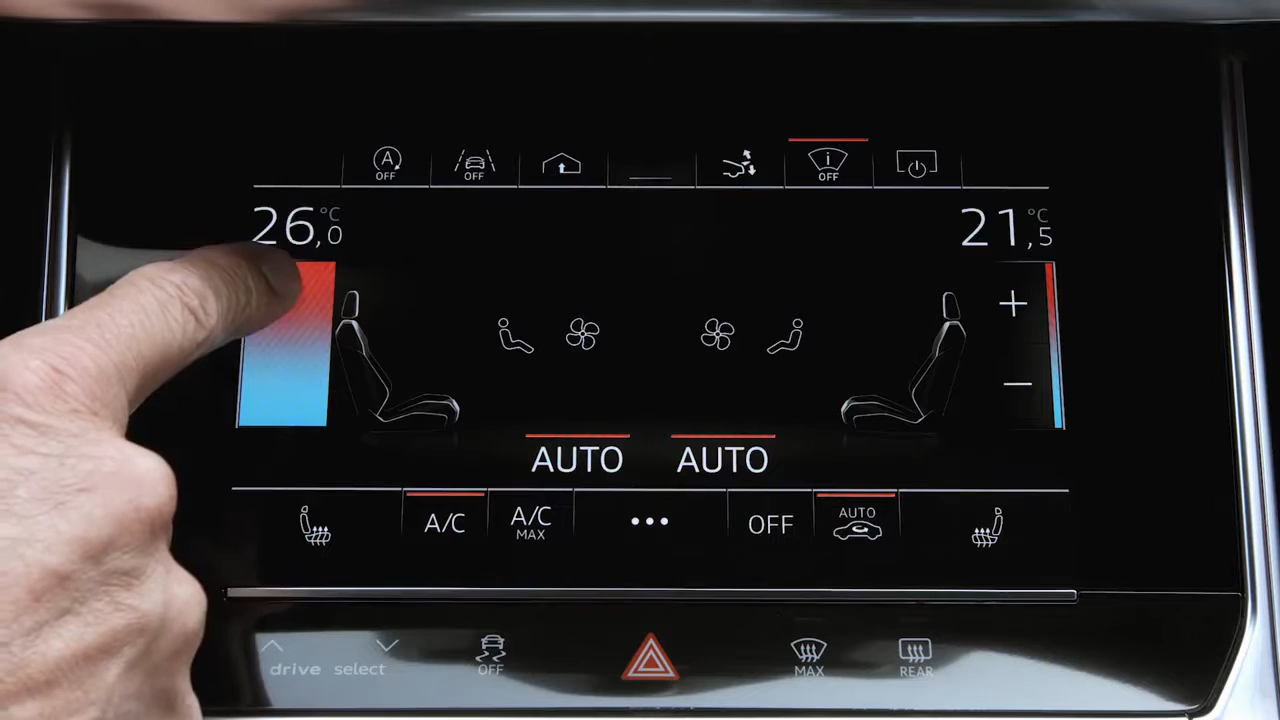 A
OFF
OFF
i
OFF
26,0 °C
21,5 °C
+
−
AUTO
AUTO
A/C
A/C
MAX
•••
OFF
AUTO
drive select
OFF
MAX
REAR